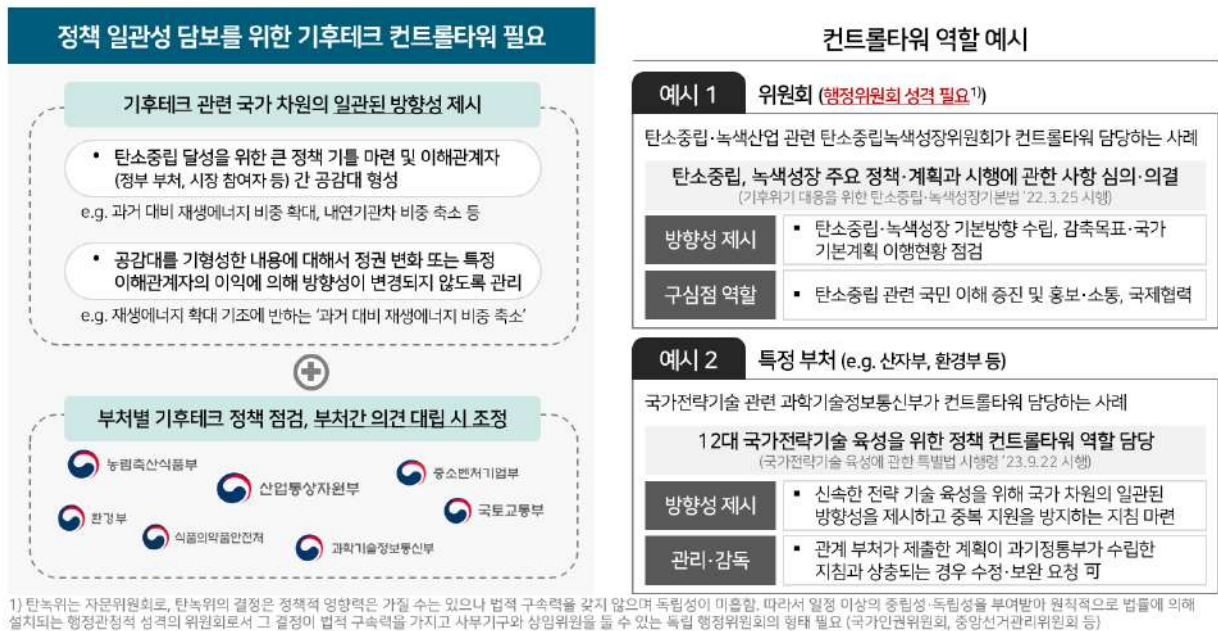 정책 일관성 담보를 위한 기후테크 컨트롤타워 필요
기후테크 관련 국가 차원의 일관된 방향성 제시
• 탄소중립 달성을 위한 큰 정책 기틀 마련 및 이해관계자
(정부 부처, 시장 참여자 등) 간 공감대 형성
e.g. 과거 대비 재생에너지 비중 확대, 내연기관차 비중 축소 등
• 공감대를 기형성한 내용에 대해서 정권 변화 또는 특정
이해관계자의 이익에 의해 방향성이 변경되지 않도록 관리
e.g. 재생에너지 확대 기조에 반하는 '과거 대비 재생에너지 비중 축소'
부처별 기후테크 정책 점검, 부처간 의견 대립 시 조정
농림축산식품부
산업통상자원부
중소벤처기업부
환경부
국토교통부
식품의약품안전처
과학기술정보통신부
컨트롤타워 역할 예시
예시 1 위원회 (행정위원회 성격 필요1))
탄소중립·녹색산업 관련 탄소중립녹색성장위원회가 컨트롤타워 담당하는 사례
탄소중립, 녹색성장 주요 정책·계획과 시행에 관한 사항 심의·의결
(기후위기 대응을 위한 탄소중립·녹색성장기본법 '22.3.25 시행)
방향성 제시
▪ 탄소중립·녹색성장 기본방향 수립, 감축목표·국가
기본계획 이행현황 점검
구심점 역할
▪ 탄소중립 관련 국민 이해 증진 및 홍보·소통, 국제협력
예시 2 특정 부처 (e.g. 산자부, 환경부 등)
국가전략기술 관련 과학기술정보통신부가 컨트롤타워 담당하는 사례
12대 국가전략기술 육성을 위한 정책 컨트롤타워 역할 담당
(국가전략기술 육성에 관한 특별법 시행령 '23.9.22 시행)
방향성 제시
▪ 신속한 전략 기술 육성을 위해 국가 차원의 일관된
방향성을 제시하고 중복 지원을 방지하는 지침 마련
관리·감독
▪ 관계 부처가 제출한 계획이 과기정통부가 수립한
지침과 상충되는 경우 수정·보완 요청 可
1) 탄녹위는 자문위원회로, 탄녹위의 결정은 정책적 영향력은 가질 수는 있으나 법적 구속력을 갖지 않으며 독립성이 미흡함. 따라서 일정 이상의 중립성·독립성을 부여받아 원칙적으로 법률에 의해
설치되는 행정관청적 성격의 위원회로서 그 결정이 법적 구속력을 가지고 사무기구와 상임위원을 둘 수 있는 독립 행정위원회의 형태 필요 (국가인권위원회, 중앙선거관리위원회 등)